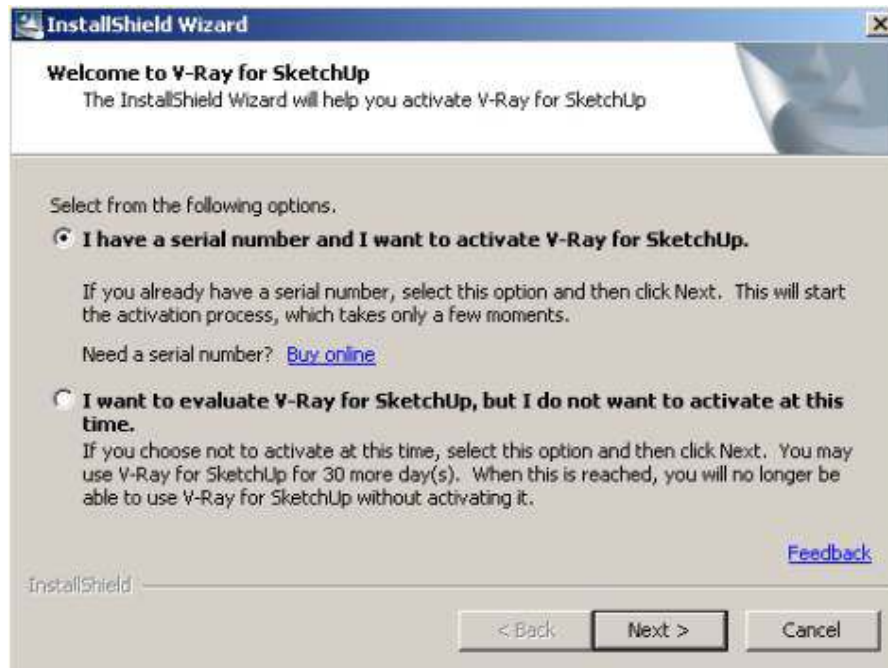 InstallShield Wizard
Welcome to V-Ray for SketchUp
The InstallShield Wizard will help you activate V-Ray for SketchUp
Select from the following options.
I have a serial number and I want to activate V-Ray for SketchUp.
If you already have a serial number, select this option and then click Next. This will start
the activation process, which takes only a few moments.
Need a serial number? Buy online
I want to evaluate V-Ray for SketchUp, but I do not want to activate at this
time.
If you choose not to activate at this time, select this option and then click Next. You may
use V-Ray for SketchUp for 30 more day(s). When this is reached, you will no longer be
able to use V-Ray for SketchUp without activating it.
Feedback
InstallShield
< Back Next > Cancel